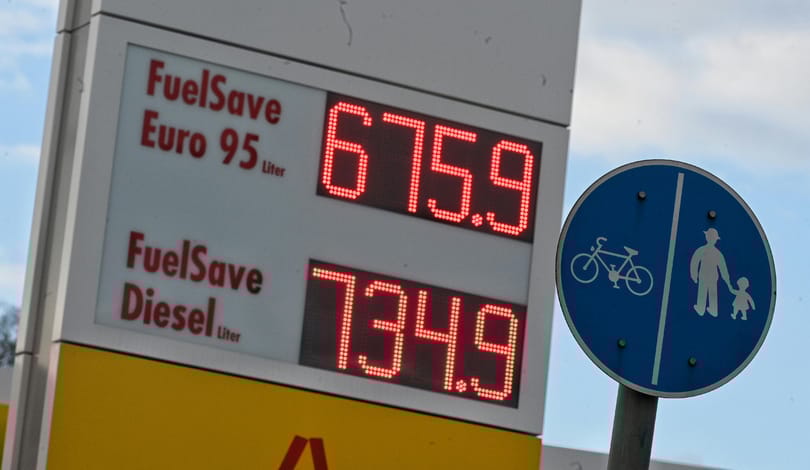 FuelSave
Euro 95 Liter
675.9
FuelSave
Diesel Liter
734.9